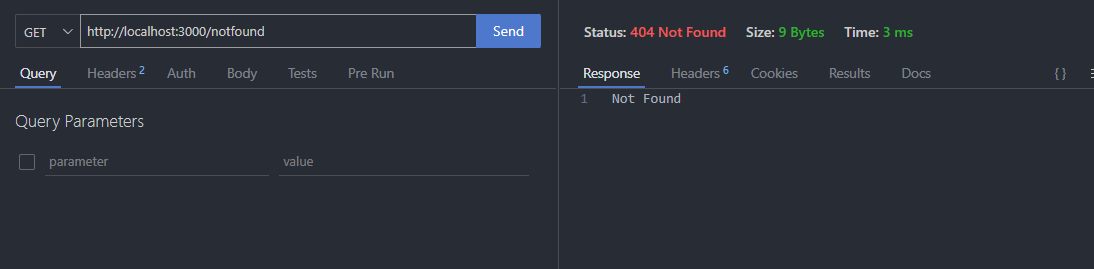 GET http://localhost:3000/notfound Send
Query Headers 2 Auth Body Tests Pre Run
Query Parameters
parameter value
Status: 404 Not Found Size: 9 Bytes Time: 3 ms
Response Headers 6 Cookies Results Docs { }
1 Not Found